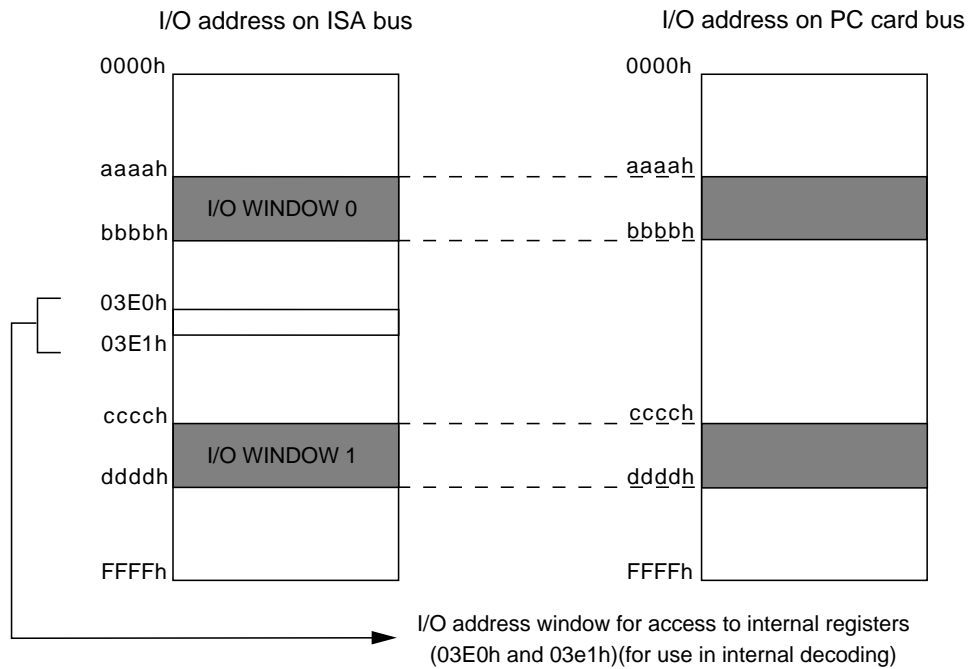 I/O address on ISA bus
I/O address on PC card bus
0000h
0000h
aaaah
aaaah
I/O WINDOW 0
bbbbh
bbbbh
03E0h
03E1h
cccch
cccch
I/O WINDOW 1
ddddh
ddddh
FFFFh
FFFFh
I/O address window for access to internal registers
(03E0h and 03e1h)(for use in internal decoding)